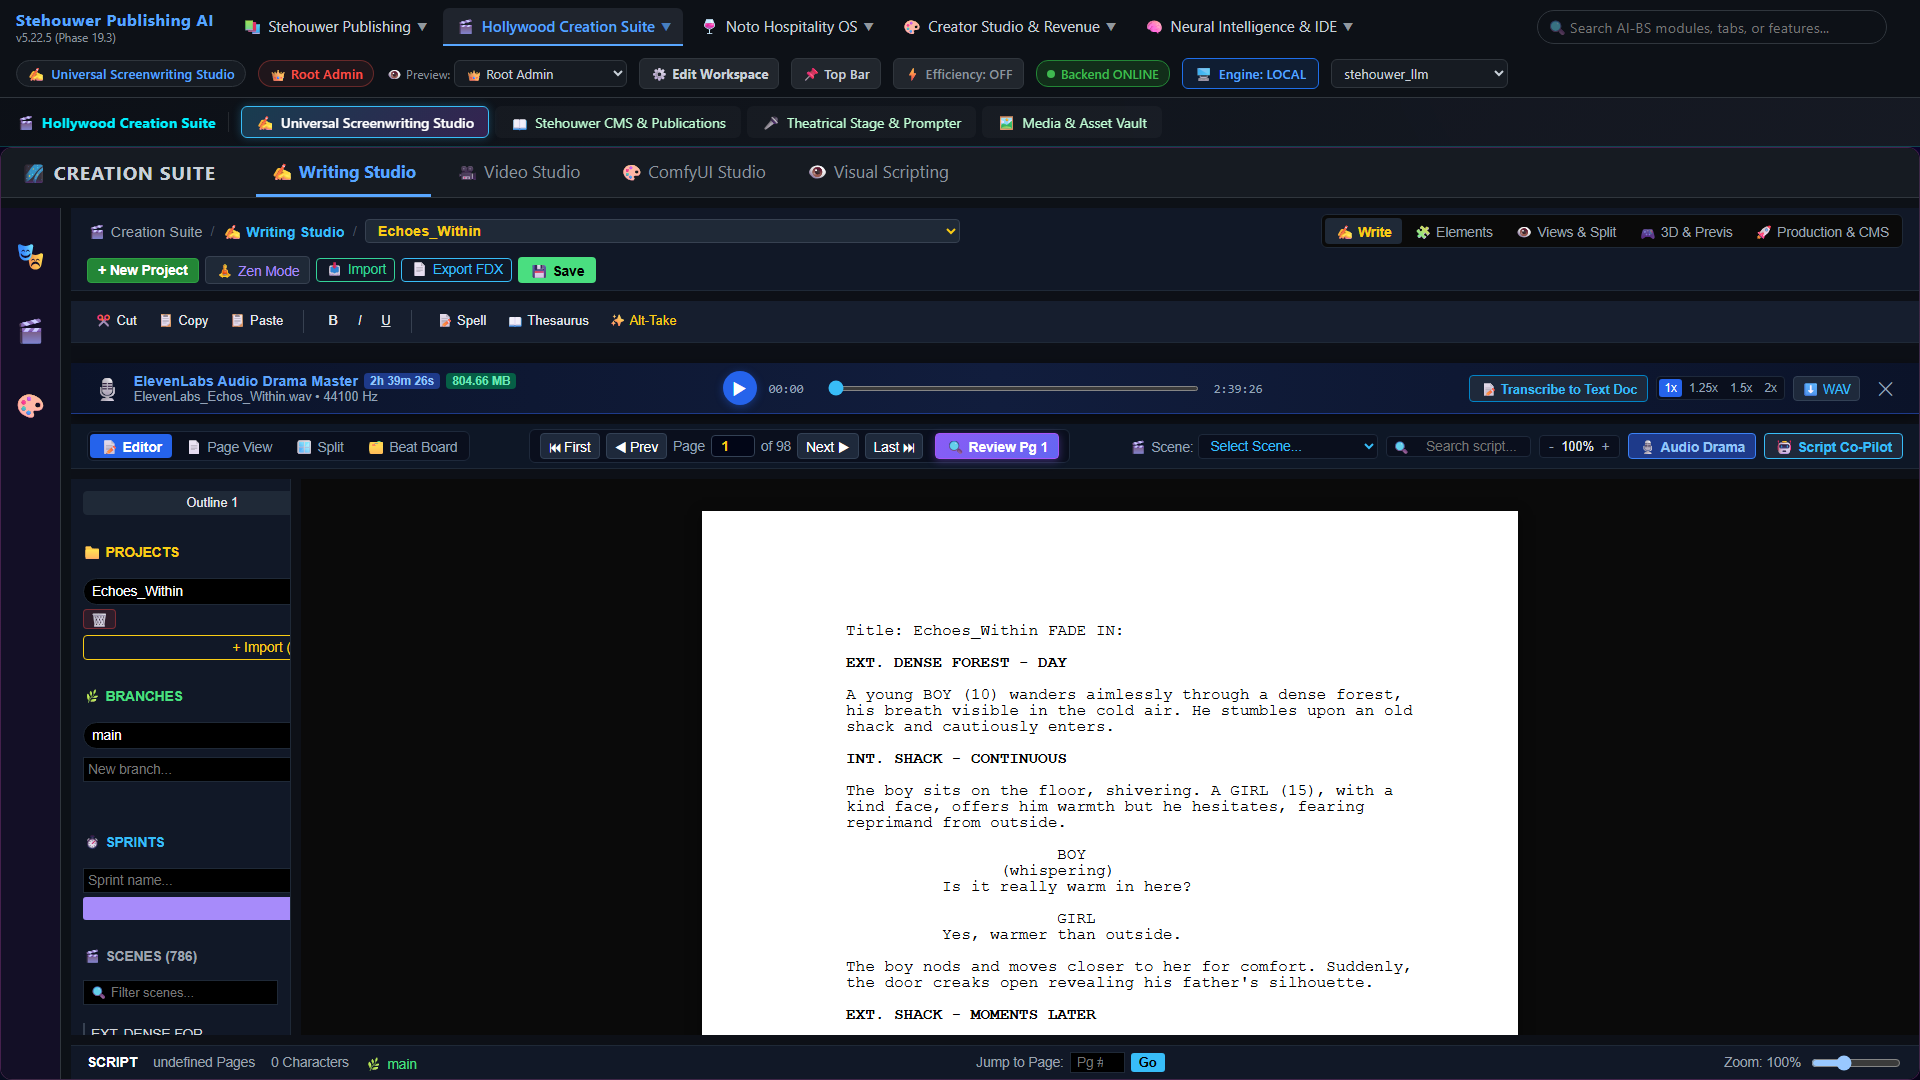 Stehouwer Publishing AI
v5.22.5 (Phase 19.3)
Stehouwer Publishing ▼
Hollywood Creation Suite ▼
Noto Hospitality OS ▼
Creator Studio & Revenue ▼
Neural Intelligence & IDE ▼
Search AI-BS modules, tabs, or features...
Universal Screenwriting Studio
Root Admin
Preview:
Root Admin
Edit Workspace
Top Bar
Efficiency: OFF
Backend ONLINE
Engine: LOCAL
stehouwer_llm
Hollywood Creation Suite
Universal Screenwriting Studio
Stehouwer CMS & Publications
Theatrical Stage & Prompter
Media & Asset Vault
CREATION SUITE
Writing Studio
Video Studio
ComfyUI Studio
Visual Scripting
Creation Suite / Writing Studio /
Echoes_Within
Write
Elements
Views & Split
3D & Previs
Production & CMS
+ New Project
Zen Mode
Import
Export FDX
Save
Cut
Copy
Paste
B
I
U
Spell
Thesaurus
Alt-Take
ElevenLabs Audio Drama Master 2h 39m 26s 804.66 MB
ElevenLabs_Echos_Within.wav • 44100 Hz
00:00
2:39:26
Transcribe to Text Doc
1x
1.25x
1.5x
2x
WAV
Editor
Page View
Split
Beat Board
First
Prev
Page 1 of 98
Next
Last
Review Pg 1
Scene:
Select Scene...
Search script...
- 100% +
Audio Drama
Script Co-Pilot
Outline 1
PROJECTS
Echoes_Within
+ Import (
BRANCHES
main
New branch...
SPRINTS
Sprint name...
SCENES (786)
Filter scenes...
EXT. DENSE FOR
Title: Echoes_Within FADE IN:
EXT. DENSE FOREST - DAY
A young BOY (10) wanders aimlessly through a dense forest,
his breath visible in the cold air. He stumbles upon an old
shack and cautiously enters.
INT. SHACK - CONTINUOUS
The boy sits on the floor, shivering. A GIRL (15), with a
kind face, offers him warmth but he hesitates, fearing
reprimand from outside.
BOY
(whispering)
Is it really warm in here?
GIRL
Yes, warmer than outside.
The boy nods and moves closer to her for comfort. Suddenly,
the door creaks open revealing his father's silhouette.
EXT. SHACK - MOMENTS LATER
SCRIPT
undefined Pages
0 Characters
main
Jump to Page:
Pg #
Go
Zoom: 100%